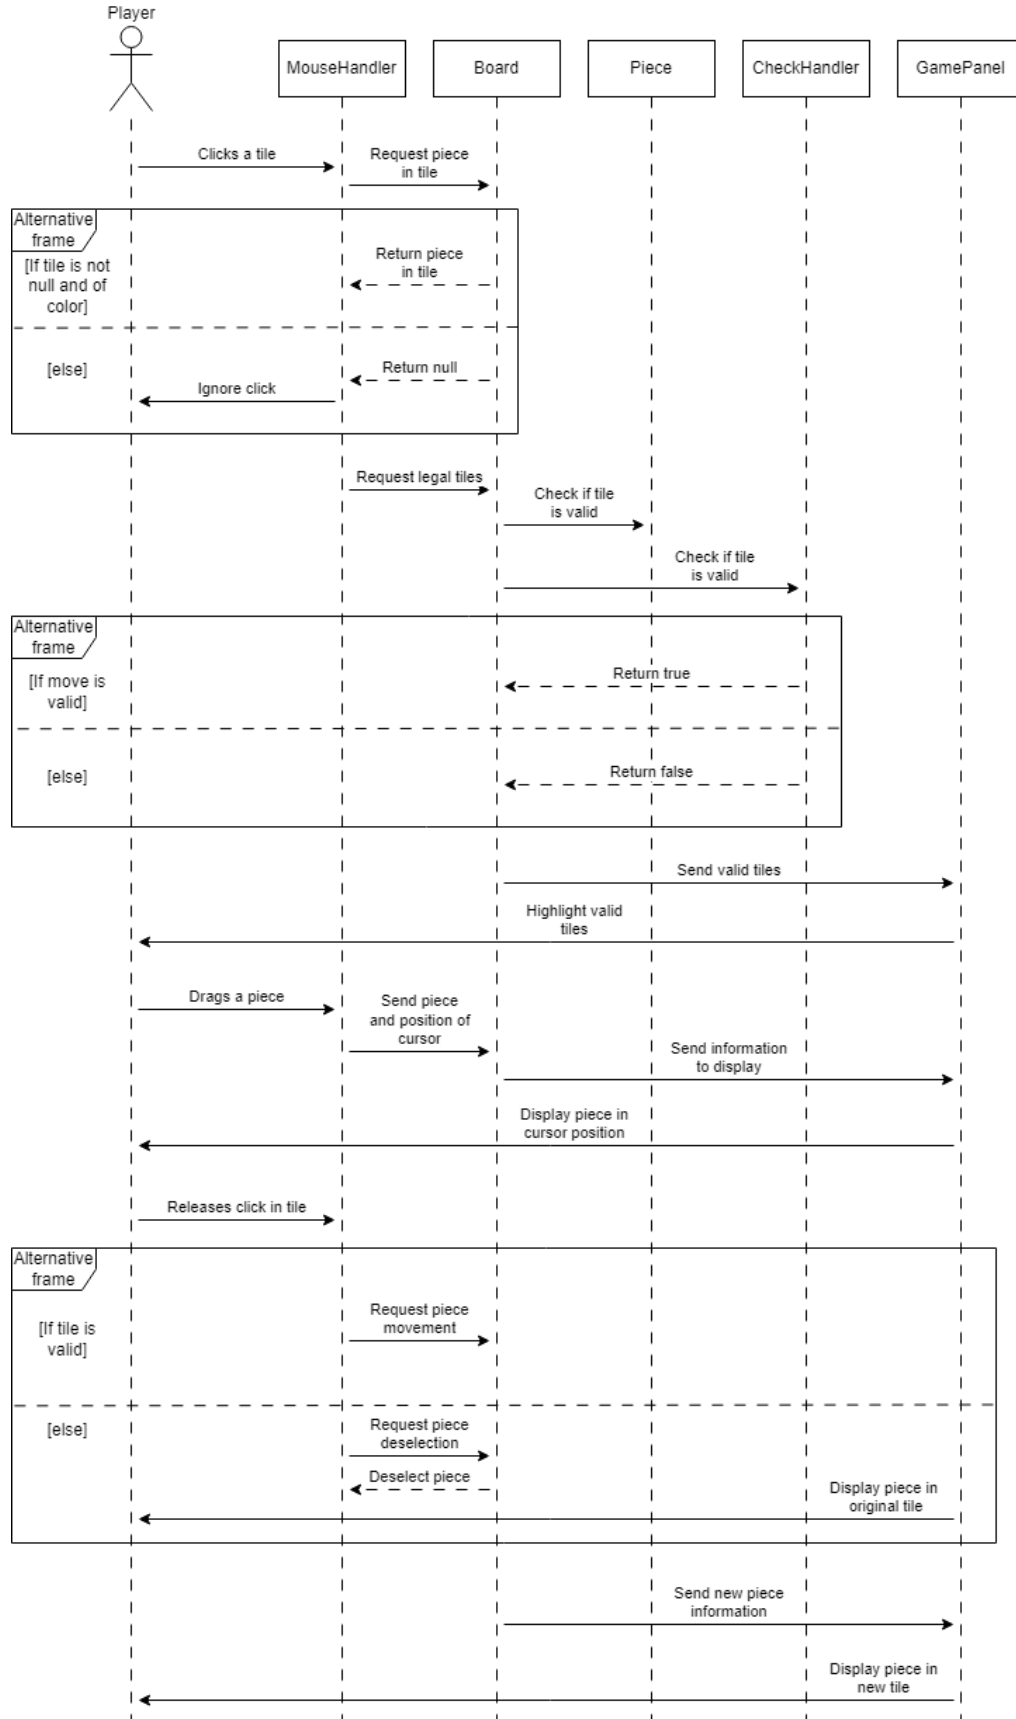 Player
MouseHandler
Board
Piece
CheckHandler
GamePanel
Clicks a tile
Request piece
in tile
Alternative
frame
[If tile is not
null and of
color]
Return piece
in tile
[else]
Return null
Ignore click
Request legal tiles
Check if tile
is valid
Check if tile
is valid
Alternative
frame
[If move is
valid]
Return true
[else]
Return false
Send valid tiles
Highlight valid
tiles
Drags a piece
Send piece
and position of
cursor
Send information
to display
Display piece in
cursor position
Releases click in tile
Alternative
frame
[If tile is
valid]
Request piece
movement
[else]
Request piece
deselection
Deselect piece
Display piece in
original tile
Send new piece
information
Display piece in
new tile